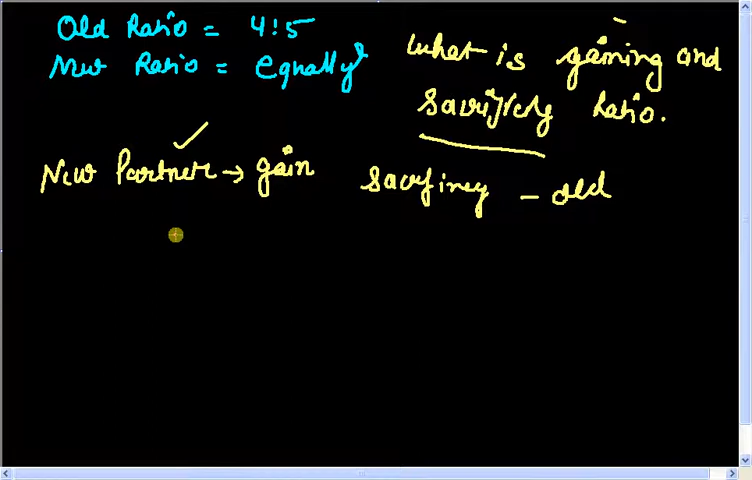 Old Ratio = 4:5
New Ratio = equally
What is gaining and
Sacrificing Ratio.
New Partner → gain
Sacrificing - old